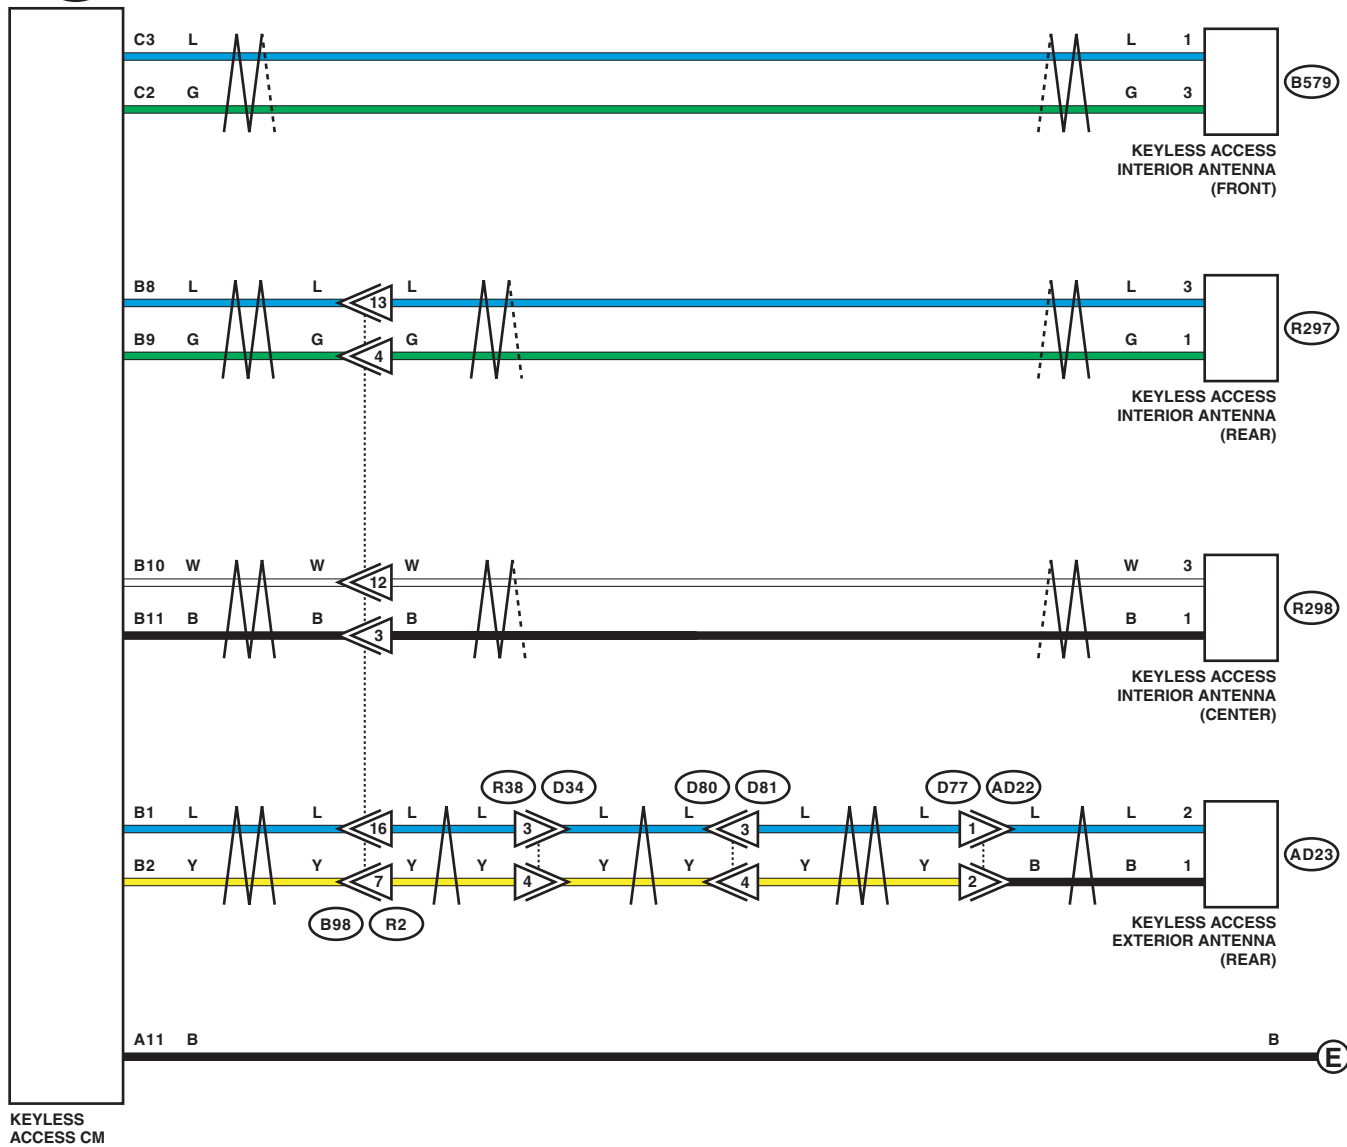 C3 L L 1
C2 G G 3
B579
KEYLESS ACCESS
INTERIOR ANTENNA
(FRONT)
B8 L L 13 L L 3
B9 G G 4 G G 1
R297
KEYLESS ACCESS
INTERIOR ANTENNA
(REAR)
B10 W W 12 W W 3
B11 B B 3 B B 1
R298
KEYLESS ACCESS
INTERIOR ANTENNA
(CENTER)
R38 D34 D80 D81 D77 AD22
B1 L L 16 L L 3 L L 3 L L 1 L L 2
B2 Y Y 7 Y Y 4 Y Y 4 Y Y 2 B B 1
AD23
B98 R2
KEYLESS ACCESS
EXTERIOR ANTENNA
(REAR)
A11 B B
E
KEYLESS
ACCESS CM